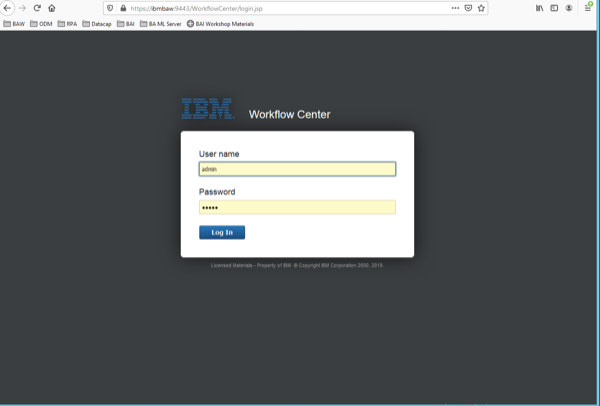 https://ibmbaw:9443/WorkflowCenter/login.jsp
BAW ODM RPA Datacap BAI BA ML Server BAI Workshop Materials
IBM Workflow Center
User name
admin
Password
Log In
Licensed Materials - Property of IBM. © Copyright IBM Corporation 2000, 2019.